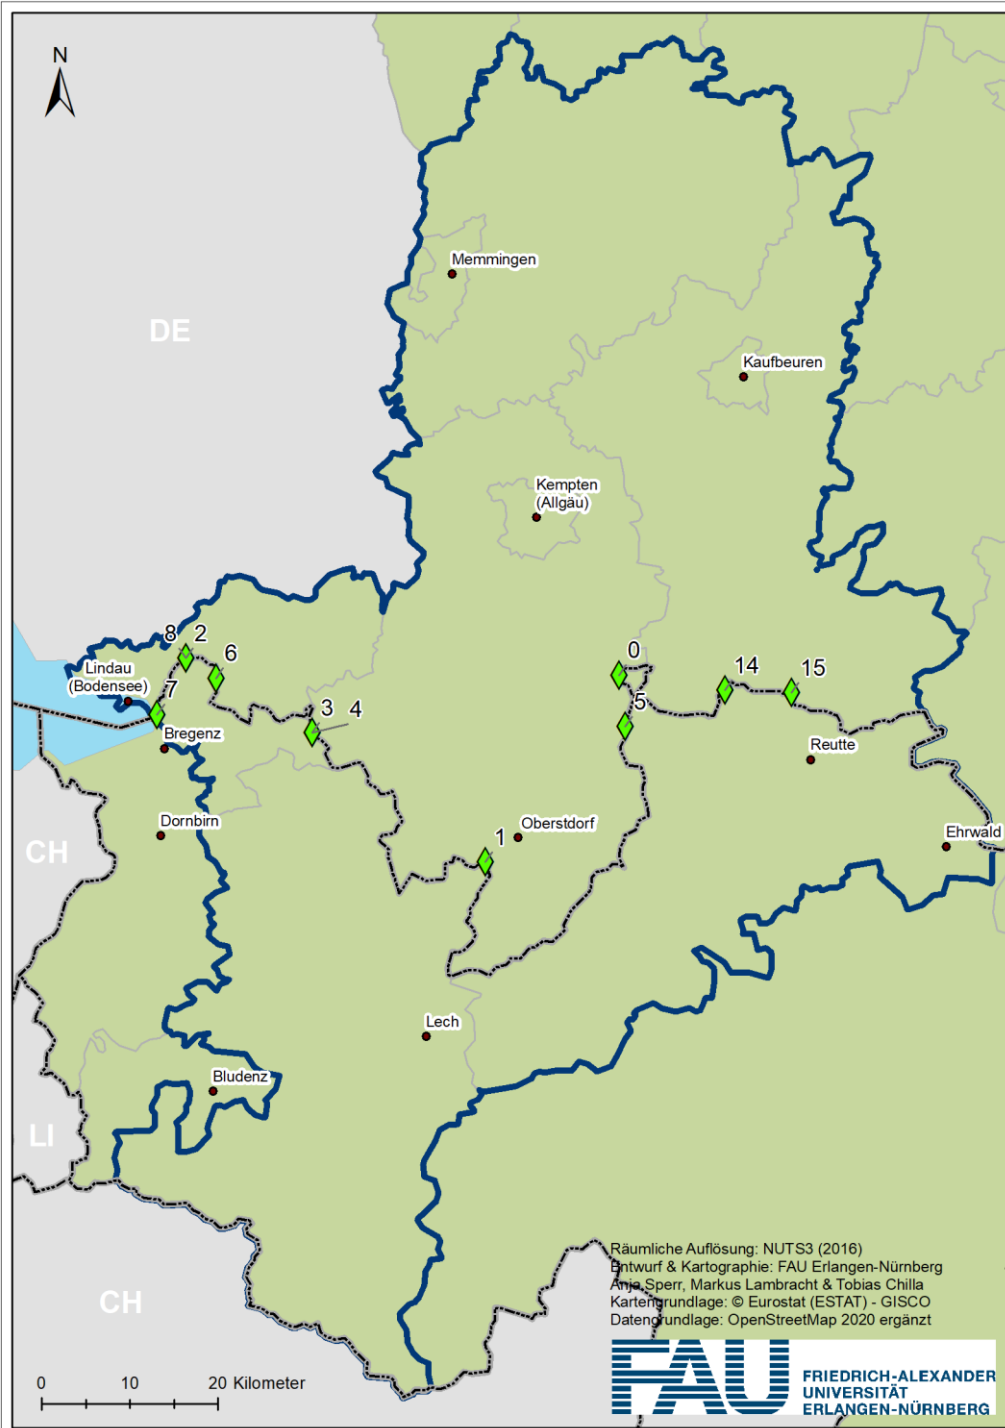 N
Memmingen
DE
Kaufbeuren
Kempten
(Allgäu)
8
2
6
0
14
15
Lindau
(Bodensee)
7
3
4
5
Bregenz
Reutte
Dornbirn
Oberstdorf
1
Ehrwald
CH
Lech
Bludenz
LI
CH
Räumliche Auflösung: NUTS3 (2016)
Entwurf & Kartographie: FAU Erlangen-Nürnberg
Anja Sperr, Markus Lambracht & Tobias Chilla
Kartengrundlage: © Eurostat (ESTAT) - GISCO
Datengrundlage: OpenStreetMap 2020 ergänzt
0 10 20 Kilometer
FAU
FRIEDRICH-ALEXANDER
UNIVERSITÄT
ERLANGEN-NÜRNBERG